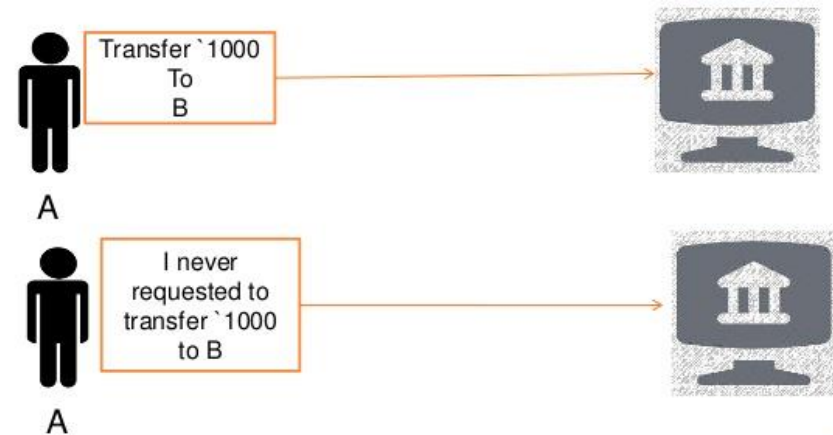 Transfer `1000
To
B
A
I never
requested to
transfer `1000
to B
A